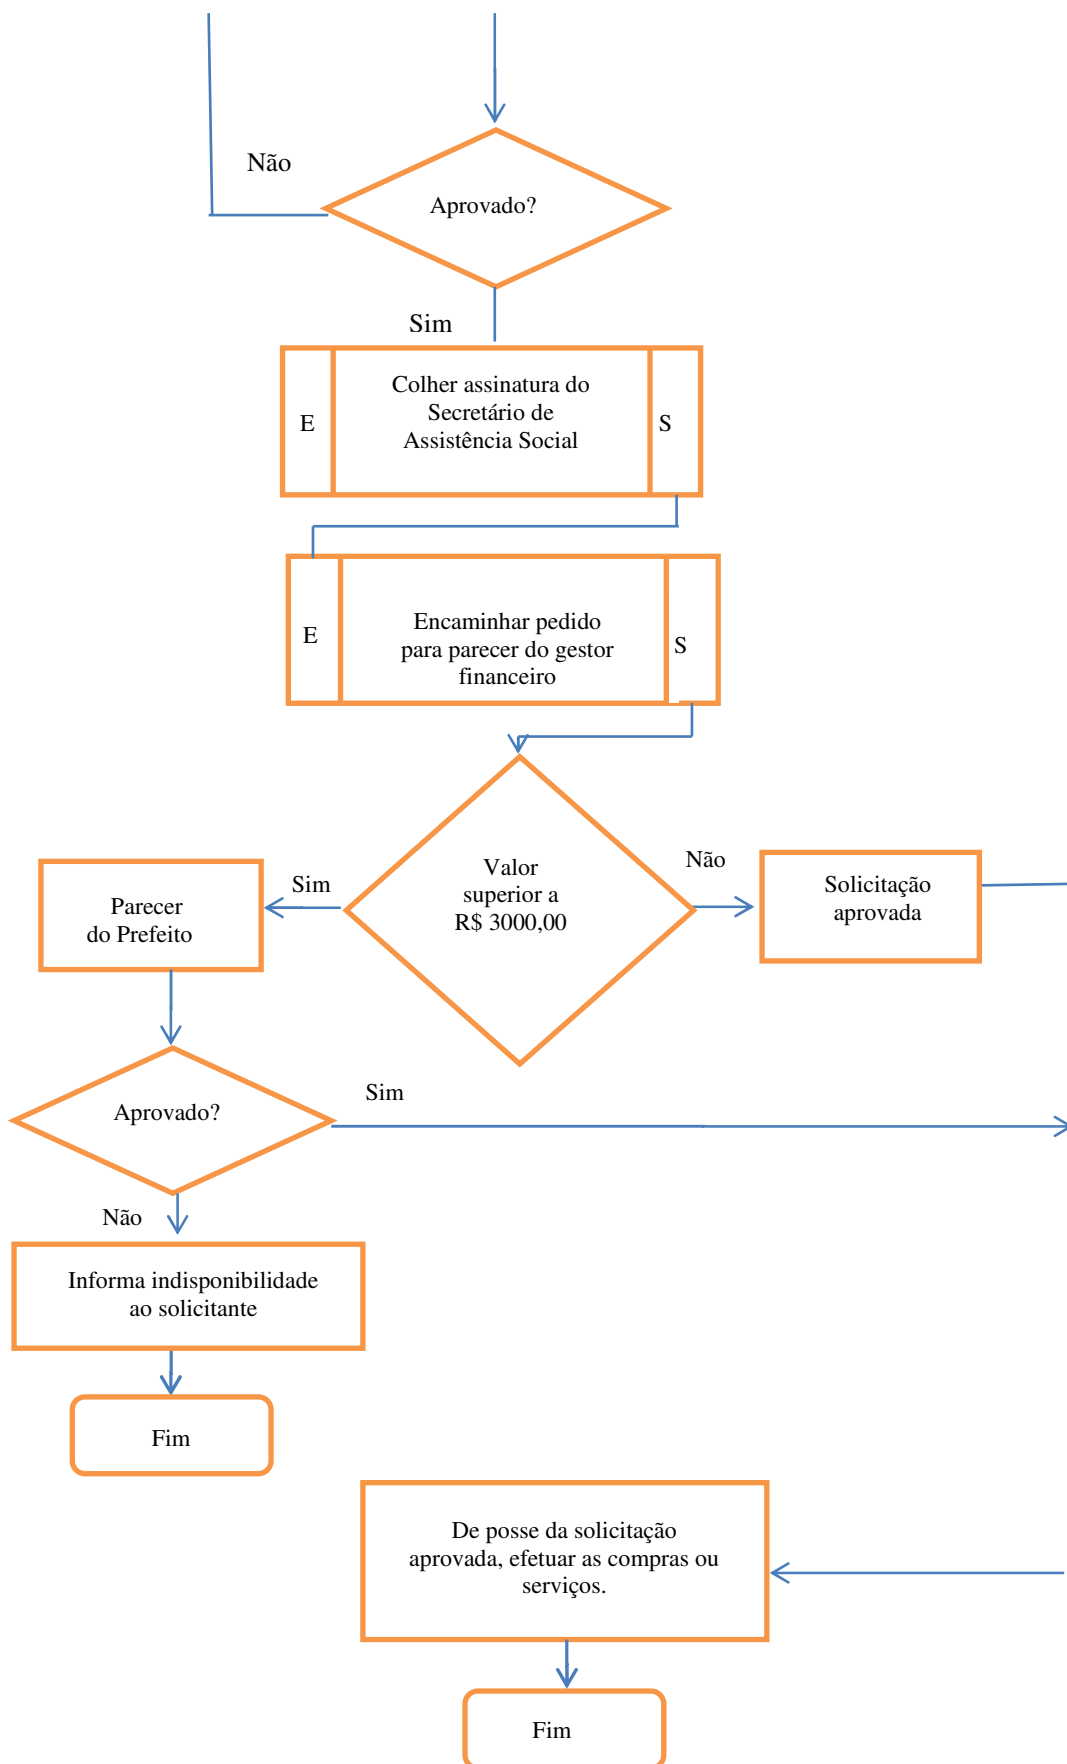 Não
Aprovado?
Sim
Colher assinatura do
Secretário de
Assistência Social
E
S
Encaminhar pedido
para parecer do gestor
financeiro
E
S
Valor
superior a
R$ 3000,00
Sim
Não
Parecer
do Prefeito
Solicitação
aprovada
Aprovado?
Sim
Não
Informa indisponibilidade
ao solicitante
Fim
De posse da solicitação
aprovada, efetuar as compras ou
serviços.
Fim